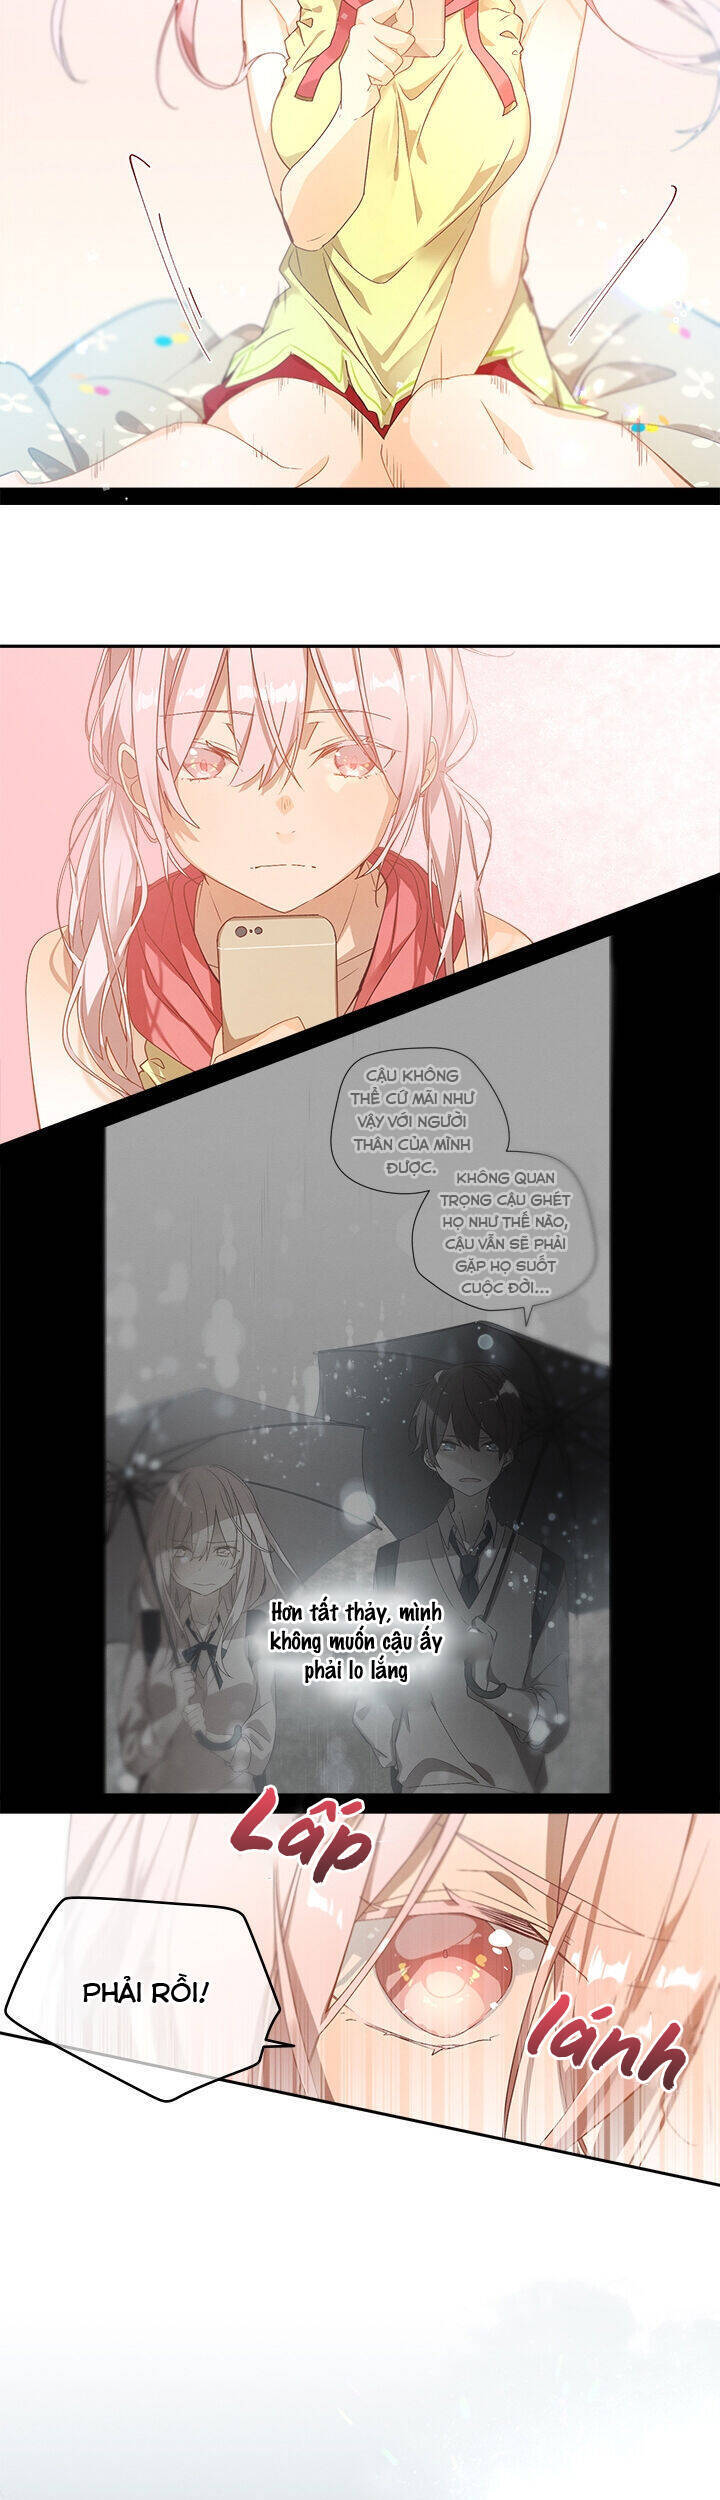 CẬU KHÔNG
THỂ CỨ MÃI NHƯ
VẬY VỚI NGƯỜI
THÂN CỦA MÌNH
ĐƯỢC.
KHÔNG QUAN
TRỌNG CẬU GHÉT
HỌ NHƯ THẾ NÀO,
CẬU VẪN SẼ PHẢI
GẶP HỌ SUỐT
CUỘC ĐỜI...
Hơn tất thảy, mình
không muốn cậu ấy
phải lo lắng
Lấp
PHẢI RỒI!
lánh